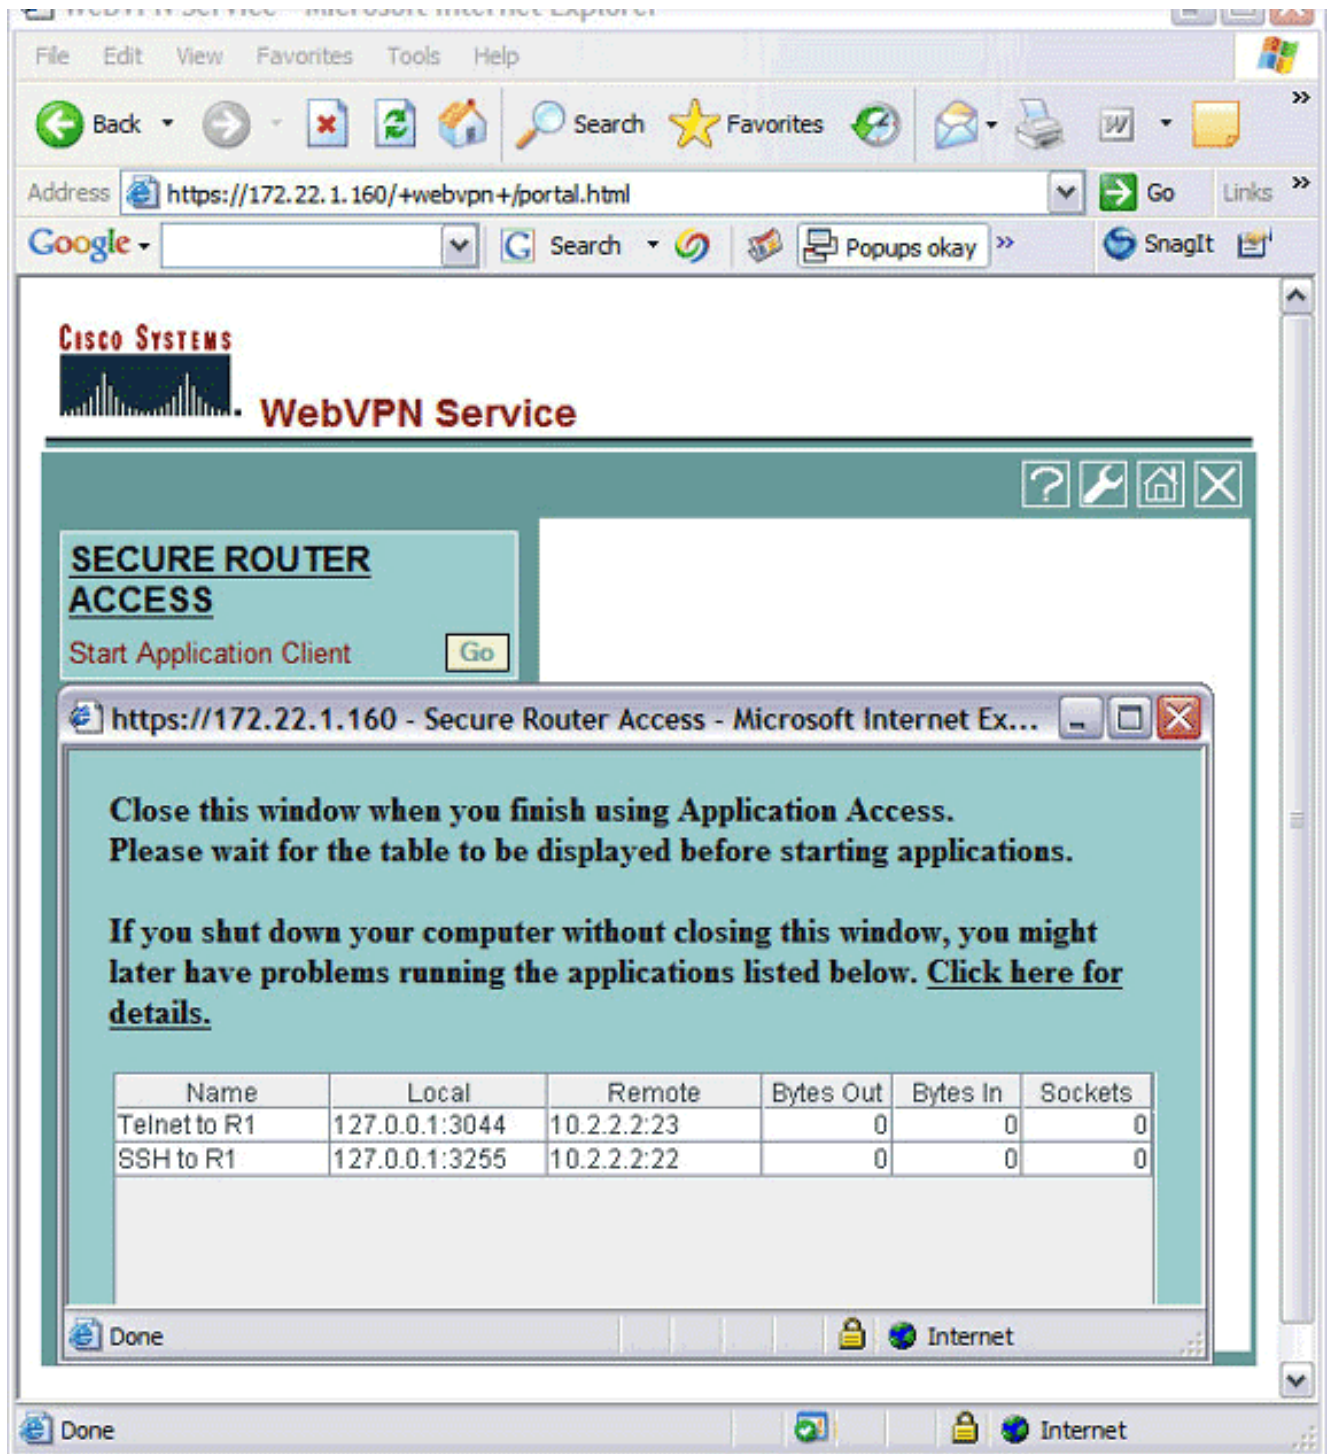 WebVPN Service - Microsoft Internet Explorer
File Edit View Favorites Tools Help
Back Search Favorites
Address https://172.22.1.160/+webvpn+/portal.html Go Links
Google Search Popups okay SnagIt
CISCO SYSTEMS
WebVPN Service
SECURE ROUTER
ACCESS
Start Application Client Go
https://172.22.1.160 - Secure Router Access - Microsoft Internet Ex...
Close this window when you finish using Application Access.
Please wait for the table to be displayed before starting applications.
If you shut down your computer without closing this window, you might
later have problems running the applications listed below. Click here for
details.
Name Local Remote Bytes Out Bytes In Sockets
Telnet to R1 127.0.0.1:3044 10.2.2.2:23 0 0 0
SSH to R1 127.0.0.1:3255 10.2.2.2:22 0 0 0
Done Internet
Done Internet